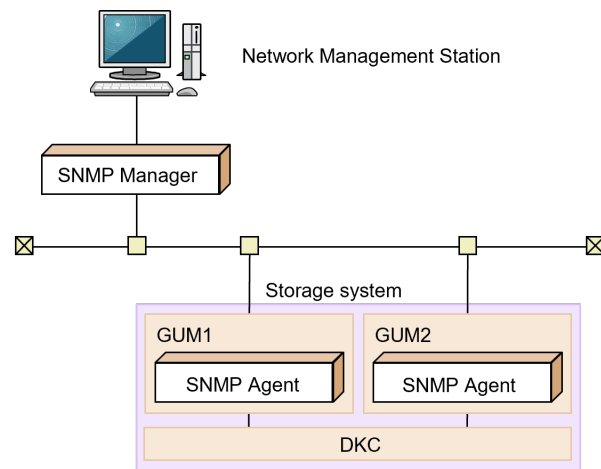 Network Management Station
SNMP Manager
Storage system
GUM1
GUM2
SNMP Agent
SNMP Agent
DKC